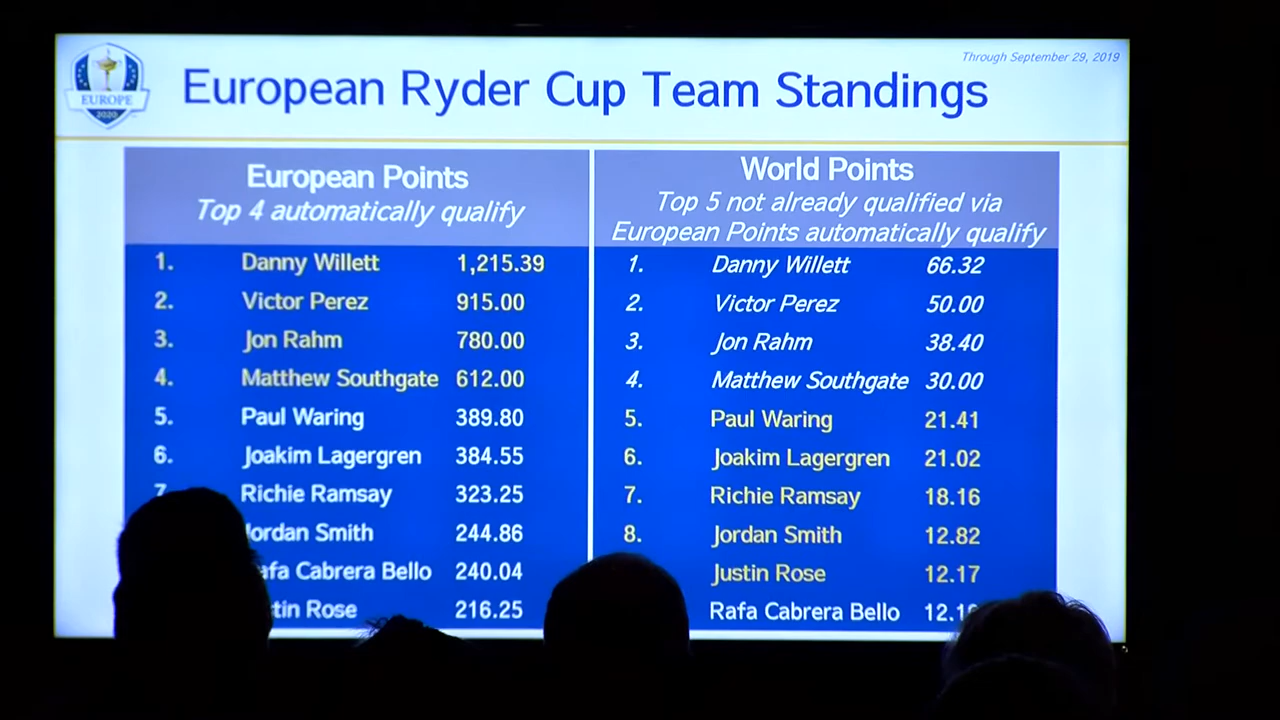 Through September 29, 2019
EUROPE
2020
European Ryder Cup Team Standings
European Points
Top 4 automatically qualify
1. Danny Willett 1,215.39
2. Victor Perez 915.00
3. Jon Rahm 780.00
4. Matthew Southgate 612.00
5. Paul Waring 389.80
6. Joakim Lagergren 384.55
7. Richie Ramsay 323.25
Jordan Smith 244.86
Cabrera Bello 240.04
Rose 216.25
World Points
Top 5 not already qualified via
European Points automatically qualify
1. Danny Willett 66.32
2. Victor Perez 50.00
3. Jon Rahm 38.40
4. Matthew Southgate 30.00
5. Paul Waring 21.41
6. Joakim Lagergren 21.02
7. Richie Ramsay 18.16
8. Jordan Smith 12.82
Justin Rose 12.17
Rafa Cabrera Bello